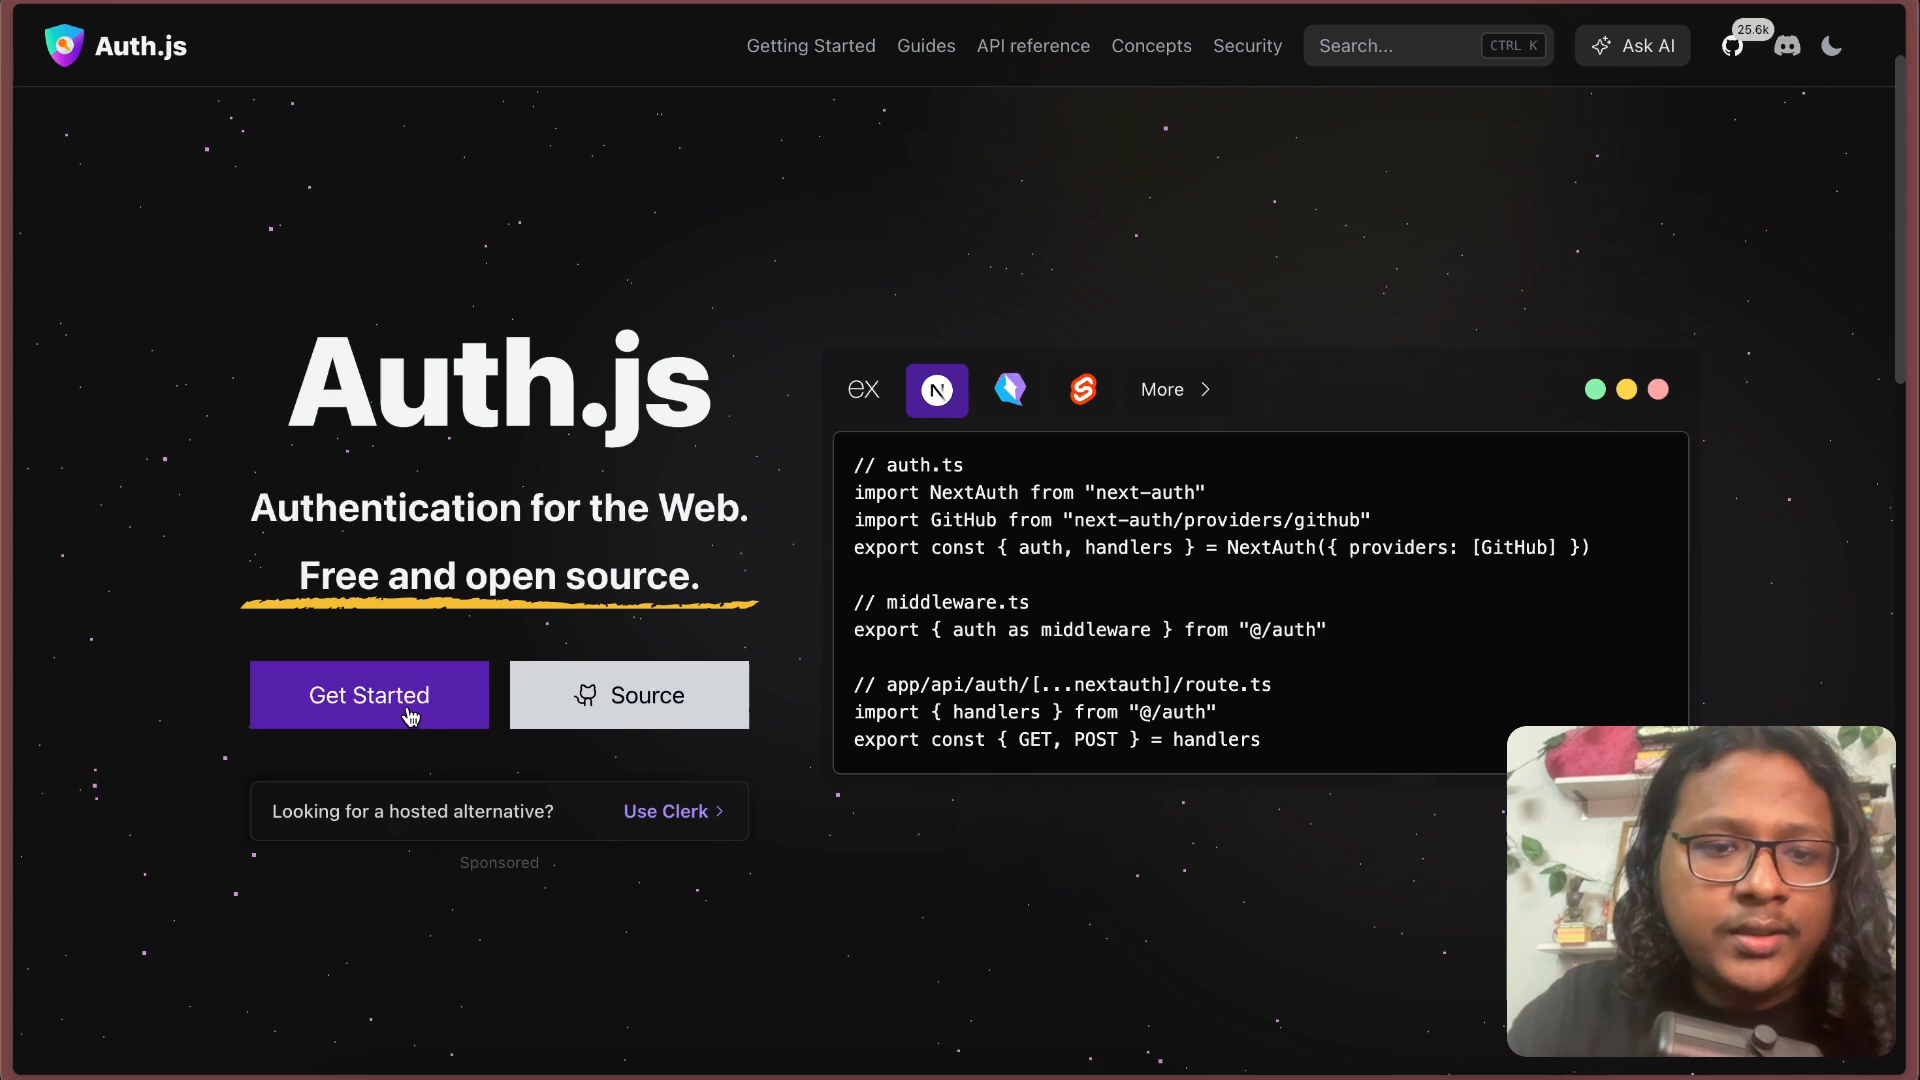 Auth.js
Getting Started
Guides
API reference
Concepts
Security
Search...
CTRL K
Ask AI
25.6k
Auth.js
Authentication for the Web.
Free and open source.
Get Started
Source
Looking for a hosted alternative?
Use Clerk
Sponsored
ex
N
More
// auth.ts
import NextAuth from "next-auth"
import GitHub from "next-auth/providers/github"
export const { auth, handlers } = NextAuth({ providers: [GitHub] })
// middleware.ts
export { auth as middleware } from "@/auth"
// app/api/auth/[...nextauth]/route.ts
import { handlers } from "@/auth"
export const { GET, POST } = handlers